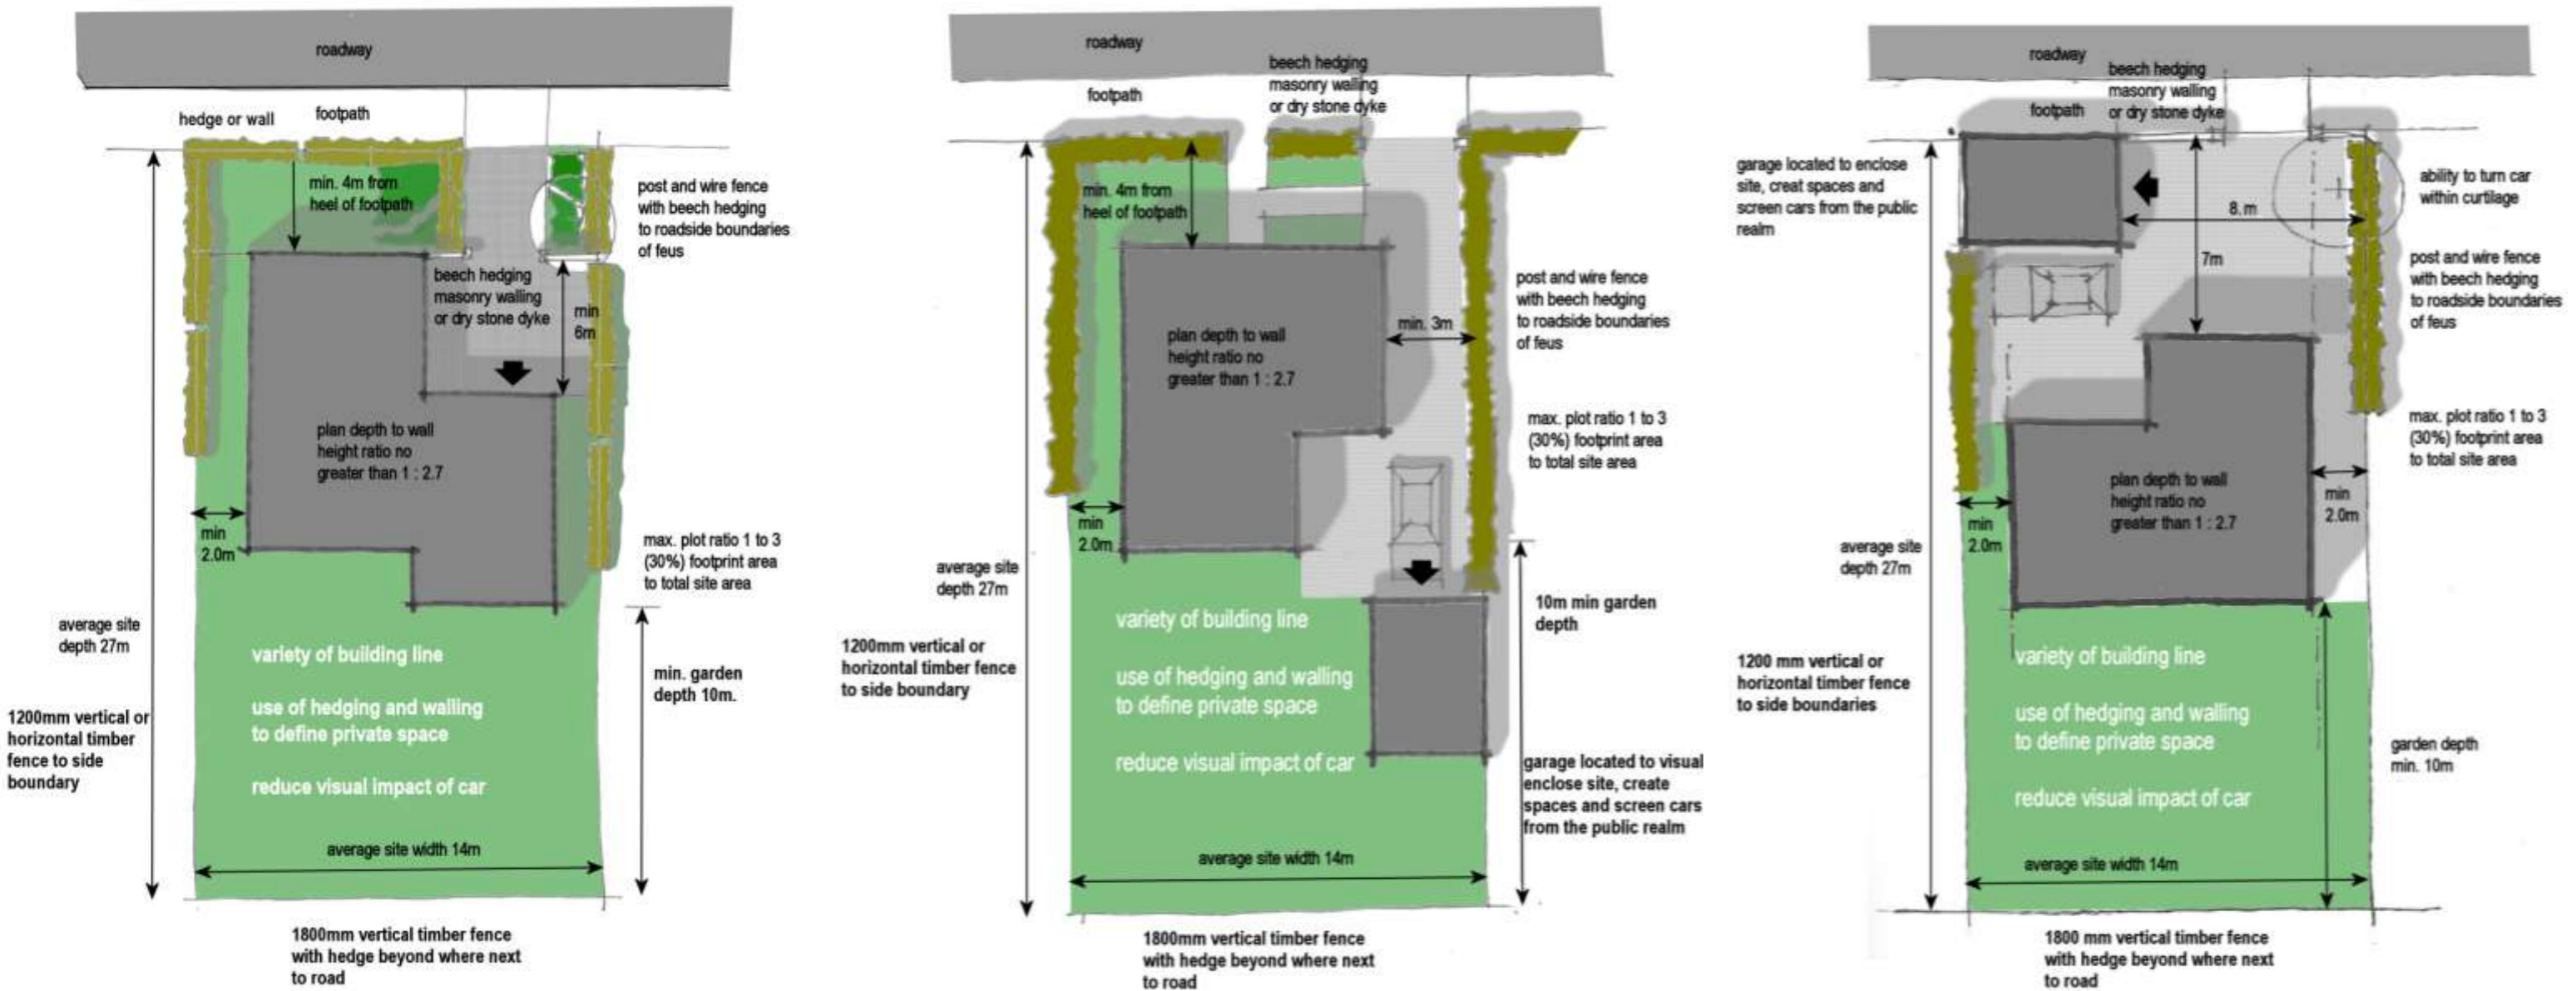 roadway
hedge or wall
footpath
min. 4m from
heel of footpath
post and wire fence
with beech hedging
to roadside boundaries
of feus
beech hedging
masonry walling
or dry stone dyke
min
6m
plan depth to wall
height ratio no
greater than 1 : 2.7
min
2.0m
max. plot ratio 1 to 3
(30%) footprint area
to total site area
average site
depth 27m
1200mm vertical or
horizontal timber
fence to side
boundary
variety of building line
use of hedging and walling
to define private space
reduce visual impact of car
min. garden
depth 10m.
average site width 14m
1800mm vertical timber fence
with hedge beyond where next
to road
roadway
footpath
beech hedging
masonry walling
or dry stone dyke
min. 4m from
heel of footpath
post and wire fence
with beech hedging
to roadside boundaries
of feus
min. 3m
plan depth to wall
height ratio no
greater than 1 : 2.7
max. plot ratio 1 to 3
(30%) footprint area
to total site area
min
2.0m
average site
depth 27m
1200mm vertical or
horizontal timber fence
to side boundary
10m min garden
depth
variety of building line
use of hedging and walling
to define private space
reduce visual impact of car
garage located to visual
enclose site, create
spaces and screen cars
from the public realm
average site width 14m
1800mm vertical timber fence
with hedge beyond where next
to road
roadway
footpath
beech hedging
masonry walling
or dry stone dyke
garage located to enclose
site, creat spaces and
screen cars from the public
realm
ability to turn car
within curtilage
8. m
7m
post and wire fence
with beech hedging
to roadside boundaries
of feus
max. plot ratio 1 to 3
(30%) footprint area
to total site area
plan depth to wall
height ratio no
greater than 1 : 2.7
min
2.0m
min
2.0m
average site
depth 27m
1200 mm vertical or
horizontal timber fence
to side boundaries
variety of building line
use of hedging and walling
to define private space
reduce visual impact of car
garden depth
min. 10m
average site width 14m
1800 mm vertical timber fence
with hedge beyond where next
to road